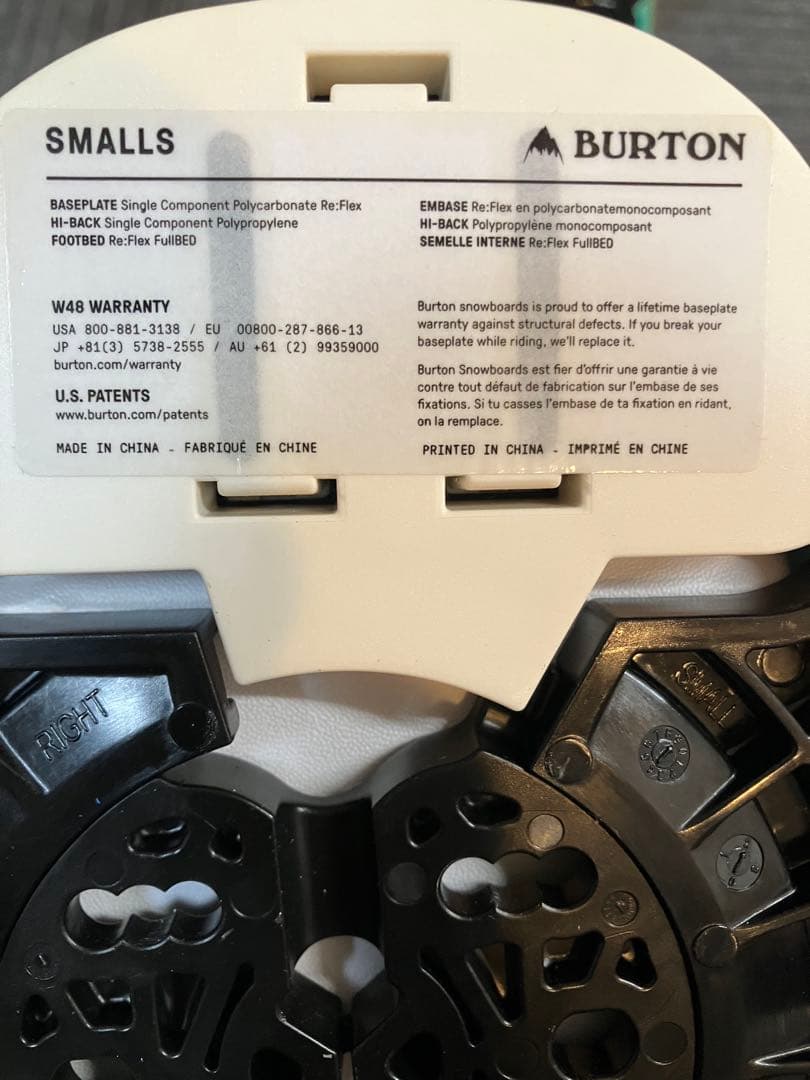 SMALLS
BURTON
BASEPLATE Single Component Polycarbonate Re:Flex
HI-BACK Single Component Polypropylene
FOOTBED Re:Flex FullBED
EMBASE Re:Flex en polycarbonatemonocomposant
HI-BACK Polypropylène monocomposant
SEMELLE INTERNE Re:Flex FullBED
W48 WARRANTY
USA 800-881-3138 / EU 00800-287-866-13
JP +81(3) 5738-2555 / AU +61 (2) 99359000
burton.com/warranty
U.S. PATENTS
www.burton.com/patents
MADE IN CHINA - FABRIQUÉ EN CHINE
Burton snowboards is proud to offer a lifetime baseplate
warranty against structural defects. If you break your
baseplate while riding, we'll replace it.
Burton Snowboards est fier d'offrir une garantie à vie
contre tout défaut de fabrication sur l'embase de ses
fixations. Si tu casses l'embase de ta fixation en ridant,
on la remplace.
PRINTED IN CHINA - IMPRIMÉ EN CHINE
RIGHT
SMALL